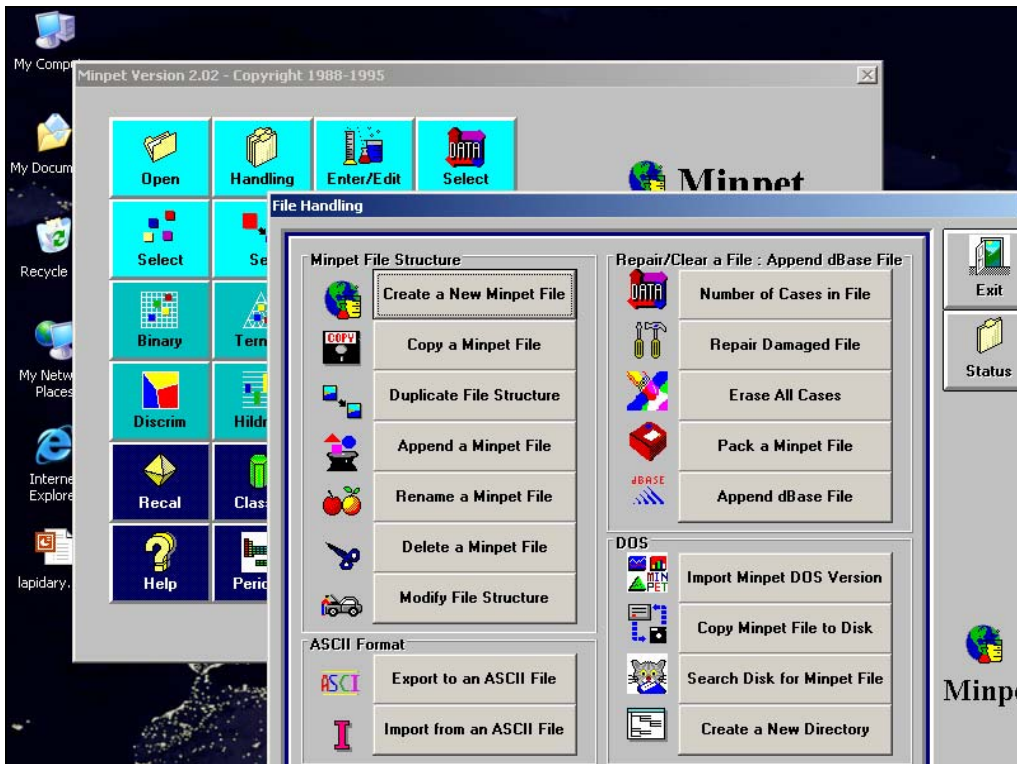 My Comp
My Docum
Recycle
My Netw
Places
Interne
Explore
lapidary.
Minpet Version 2.02 - Copyright 1988-1995
Open
Handling
Enter/Edit
DATA
Select
Minpet
Select
Se
Binary
Tern
Discrim
Hildr
Recal
Clas
Help
Peric
File Handling
Minpet File Structure
Create a New Minpet File
COPY
Copy a Minpet File
Duplicate File Structure
Append a Minpet File
Rename a Minpet File
Delete a Minpet File
Modify File Structure
ASCII Format
ASCI
Export to an ASCII File
I
Import from an ASCII File
Repair/Clear a File : Append dBase File
DATA
Number of Cases in File
Repair Damaged File
Erase All Cases
Pack a Minpet File
dBASE
Append dBase File
DOS
MIN
PET
Import Minpet DOS Version
Copy Minpet File to Disk
Search Disk for Minpet File
Create a New Directory
Exit
Status
Minp